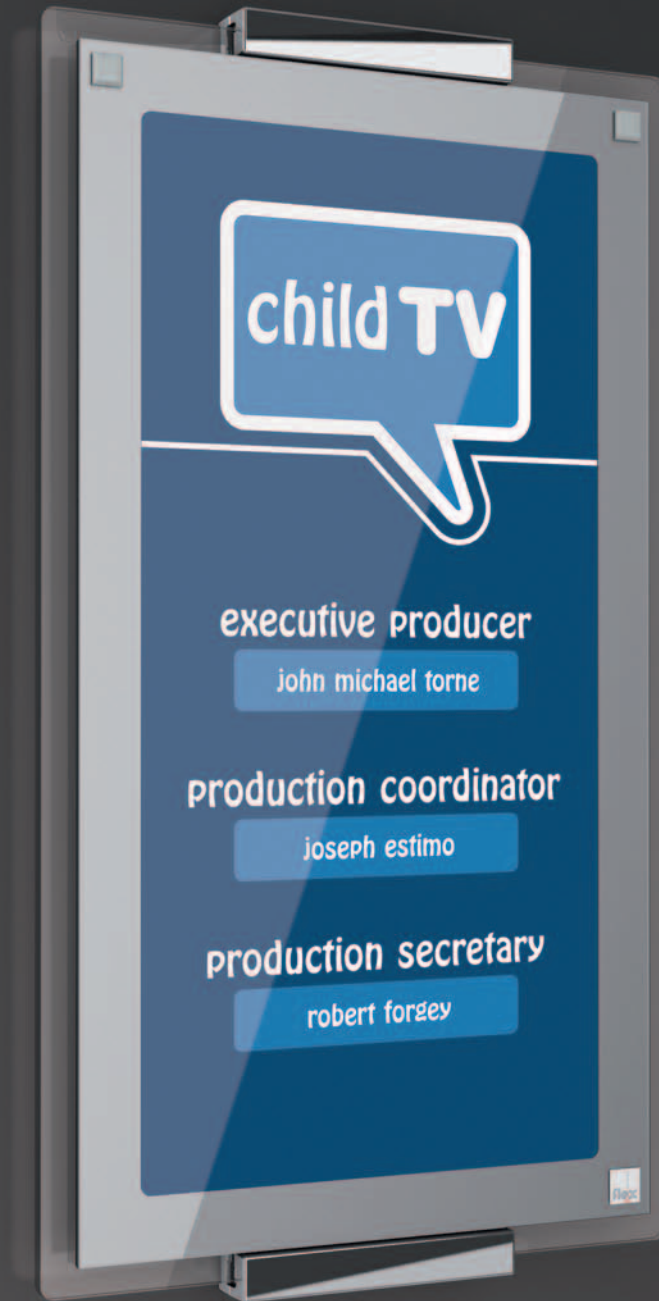 child TV
executive producer
john michael torne
production coordinator
joseph estimo
production secretary
robert forgey